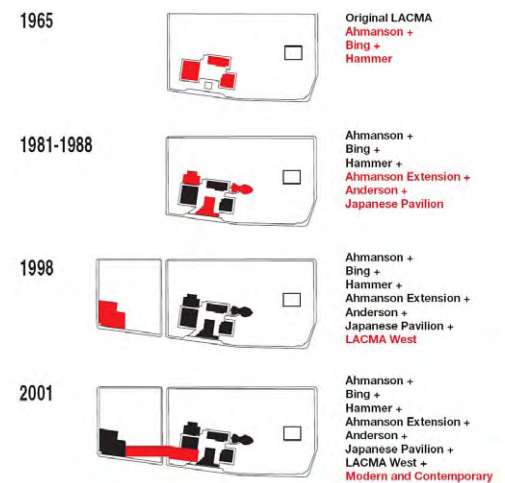 1965
Original LACMA
Ahmanson +
Bing +
Hammer
1981-1988
Ahmanson +
Bing +
Hammer +
Ahmanson Extension +
Anderson +
Japanese Pavilion
1998
Ahmanson +
Bing +
Hammer +
Ahmanson Extension +
Anderson +
Japanese Pavilion +
LACMA West
2001
Ahmanson +
Bing +
Hammer +
Ahmanson Extension +
Anderson +
Japanese Pavilion +
LACMA West +
Modern and Contemporary